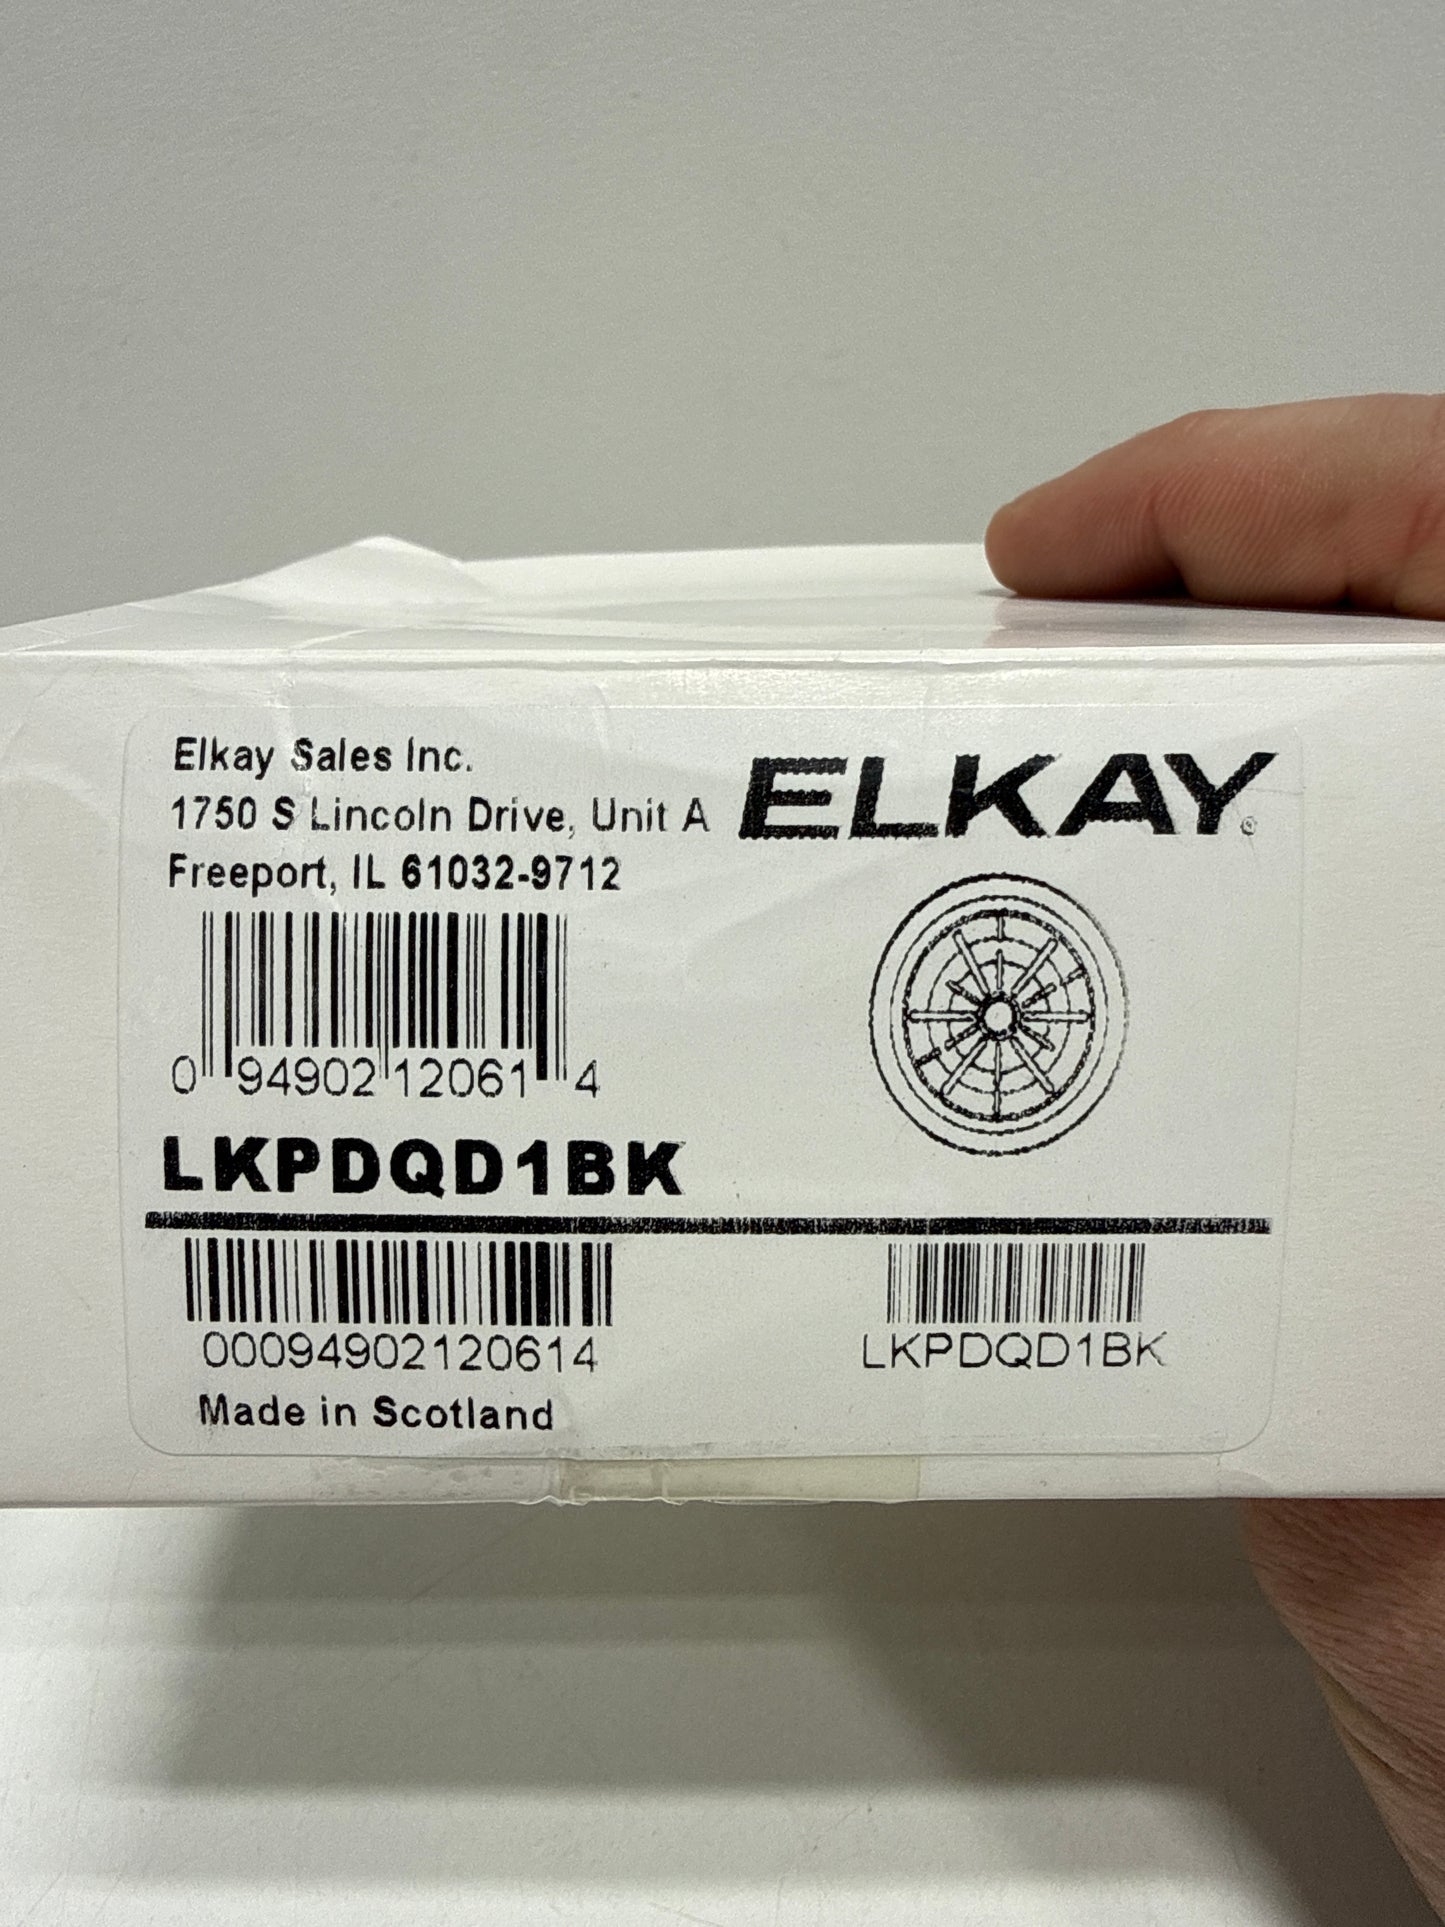 Elkay Sales Inc.
1750 S Lincoln Drive, Unit A
Freeport, IL 61032-9712
ELKAY®
0 94902 12061 4
LKPDQD1BK
00094902120614
LKPDQD1BK
Made in Scotland